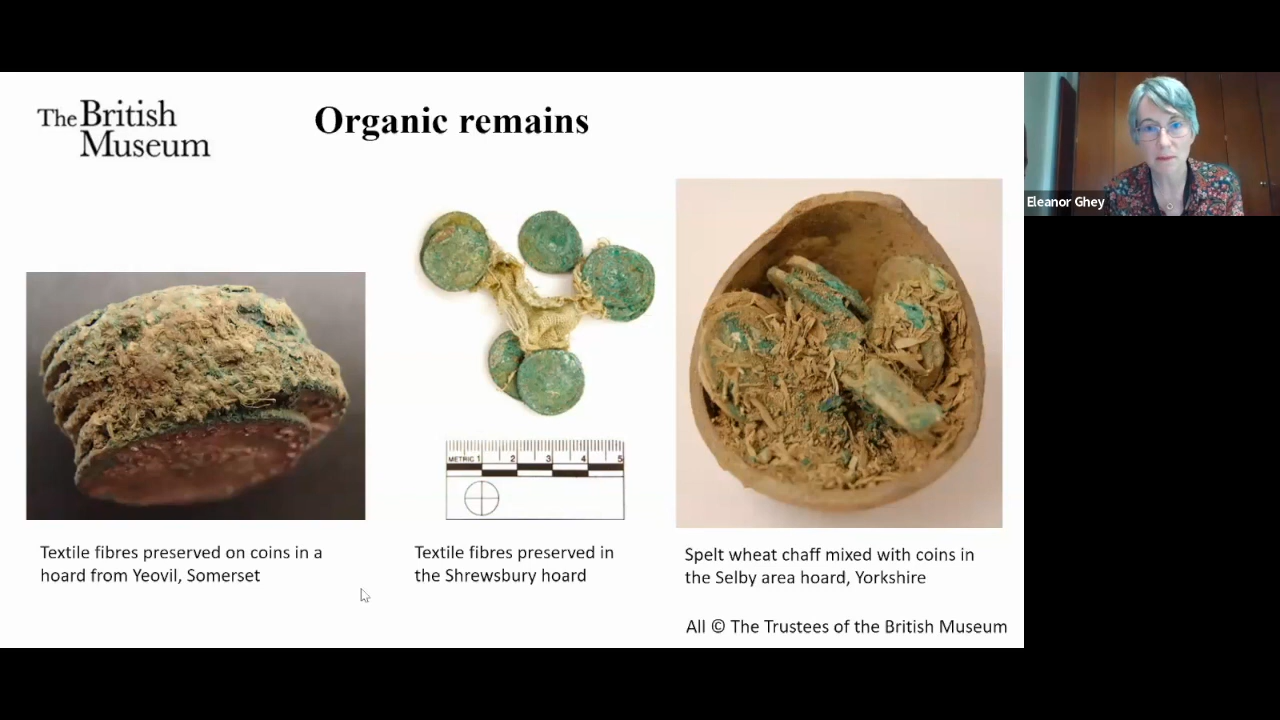 The British
Museum
Organic remains
Eleanor Ghey
METRIC 1 2 3 4 5
Textile fibres preserved on coins in a
hoard from Yeovil, Somerset
Textile fibres preserved in
the Shrewsbury hoard
Spelt wheat chaff mixed with coins in
the Selby area hoard, Yorkshire
All © The Trustees of the British Museum